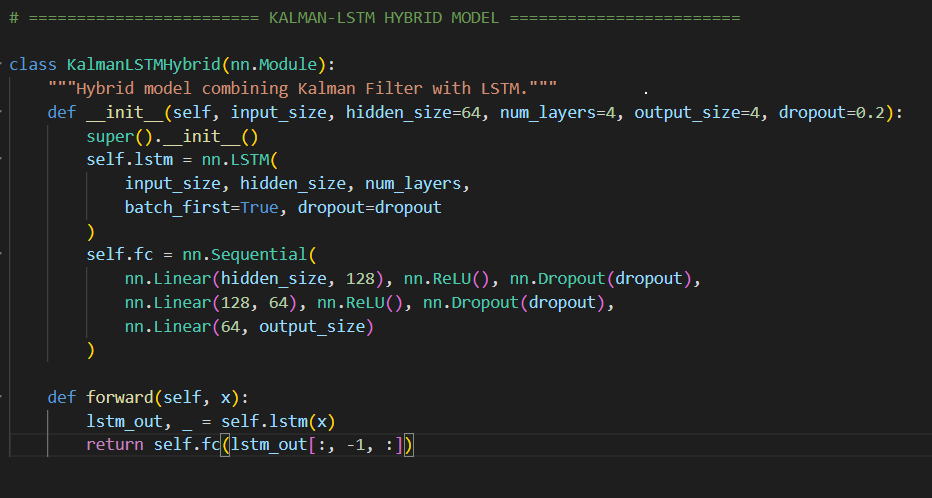 # ======================== KALMAN-LSTM HYBRID MODEL ========================
class KalmanLSTMHybrid(nn.Module):
    """Hybrid model combining Kalman Filter with LSTM."""
    def __init__(self, input_size, hidden_size=64, num_layers=4, output_size=4, dropout=0.2):
        super().__init__()
        self.lstm = nn.LSTM(
            input_size, hidden_size, num_layers,
            batch_first=True, dropout=dropout
        )
        self.fc = nn.Sequential(
            nn.Linear(hidden_size, 128), nn.ReLU(), nn.Dropout(dropout),
            nn.Linear(128, 64), nn.ReLU(), nn.Dropout(dropout),
            nn.Linear(64, output_size)
        )
    def forward(self, x):
        lstm_out, _ = self.lstm(x)
        return self.fc(lstm_out[:, -1, :])